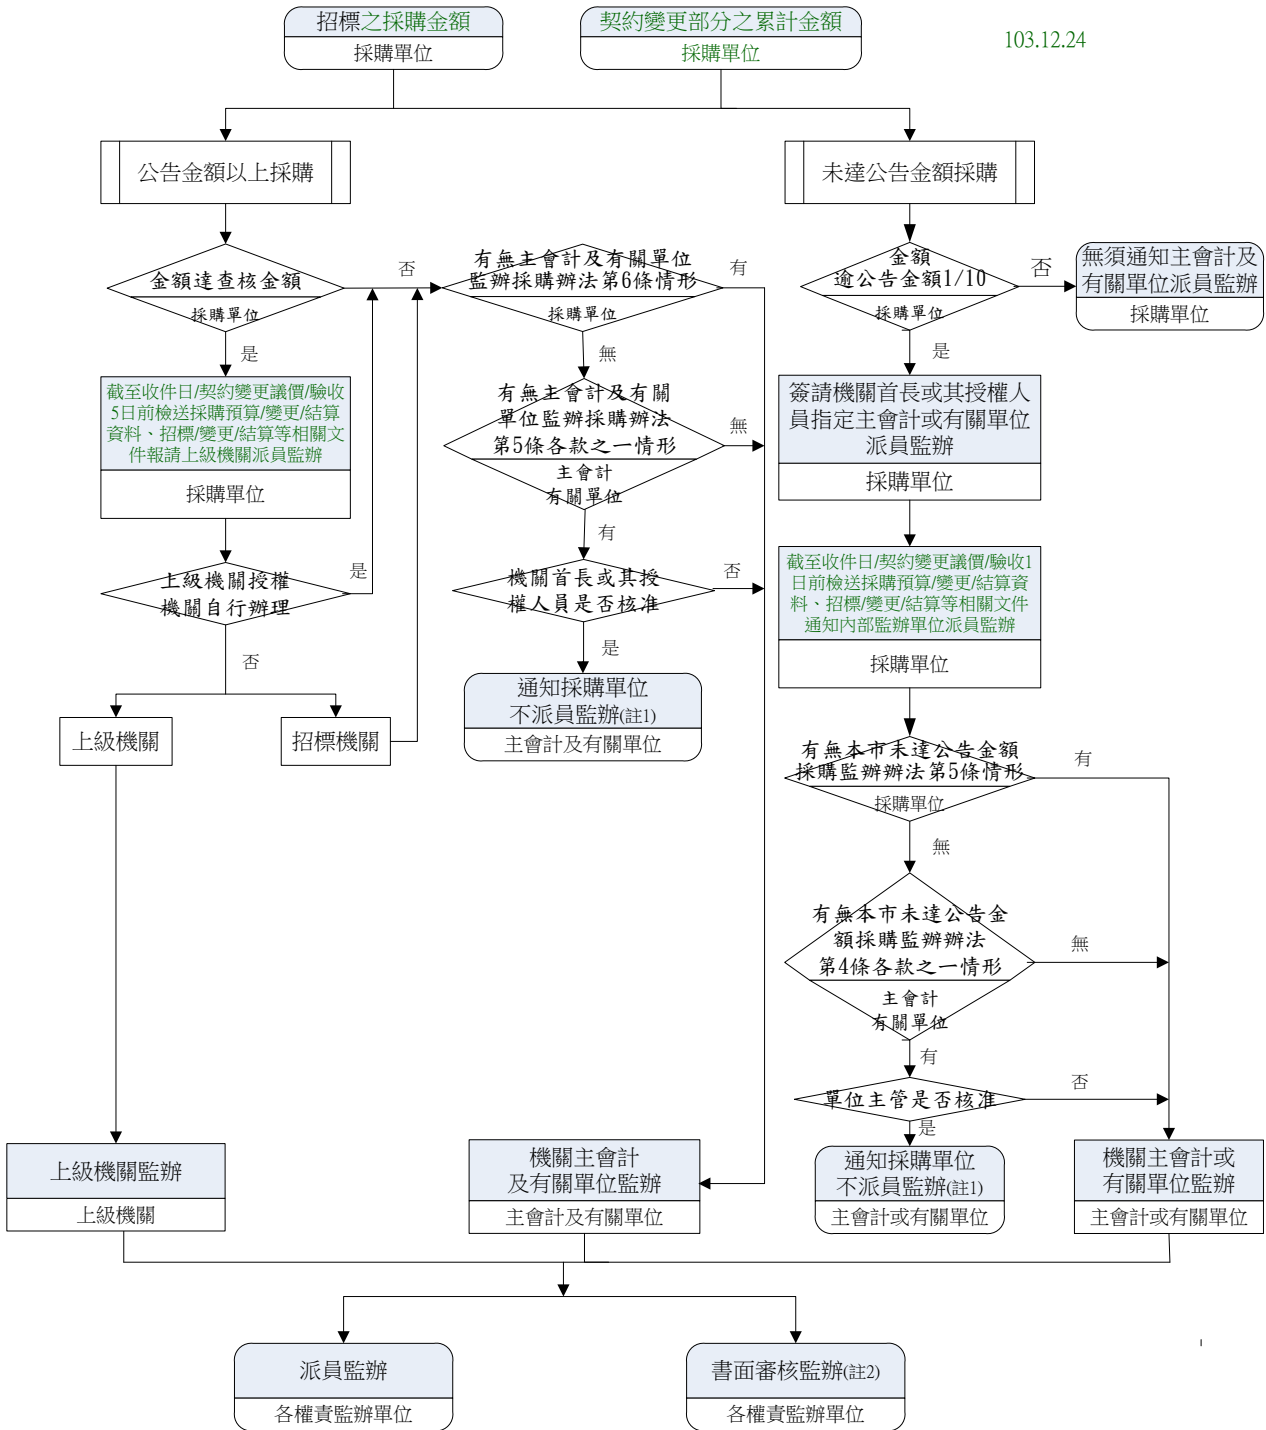 招標之採購金額
採購單位
契約變更部分之累計金額
採購單位
103.12.24
公告金額以上採購
未達公告金額採購
金額達查核金額
採購單位
否
有無主會計及有關單位
監辦採購辦法第6條情形
採購單位
有
金額
逾公告金額1/10
採購單位
否
無須通知主會計及
有關單位派員監辦
採購單位
是
截至收件日/契約變更議價/驗收
5日前檢送採購預算/變更/結算
資料、招標/變更/結算等相關文
件報請上級機關派員監辦
採購單位
無
有無主會計及有關
單位監辦採購辦法
第5條各款之一情形
主會計
有關單位
無
是
簽請機關首長或其授權人
員指定主會計或有關單位
派員監辦
採購單位
上級機關授權
機關自行辦理
是
有
機關首長或其授
權人員是否核准
否
截至收件日/契約變更議價/驗收1
日前檢送採購預算/變更/結算資
料、招標/變更/結算等相關文件
通知內部監辦單位派員監辦
採購單位
否
上級機關
招標機關
是
通知採購單位
不派員監辦(註1)
主會計及有關單位
有無本市未達公告金額
採購監辦辦法第5條情形
採購單位
有
無
有無本市未達公告金
額採購監辦辦法
第4條各款之一情形
主會計
有關單位
無
有
單位主管是否核准
否
是
上級機關監辦
上級機關
機關主會計
及有關單位監辦
主會計及有關單位
通知採購單位
不派員監辦(註1)
主會計或有關單位
機關主會計或
有關單位監辦
主會計或有關單位
派員監辦
各權責監辦單位
書面審核監辦(註2)
各權責監辦單位